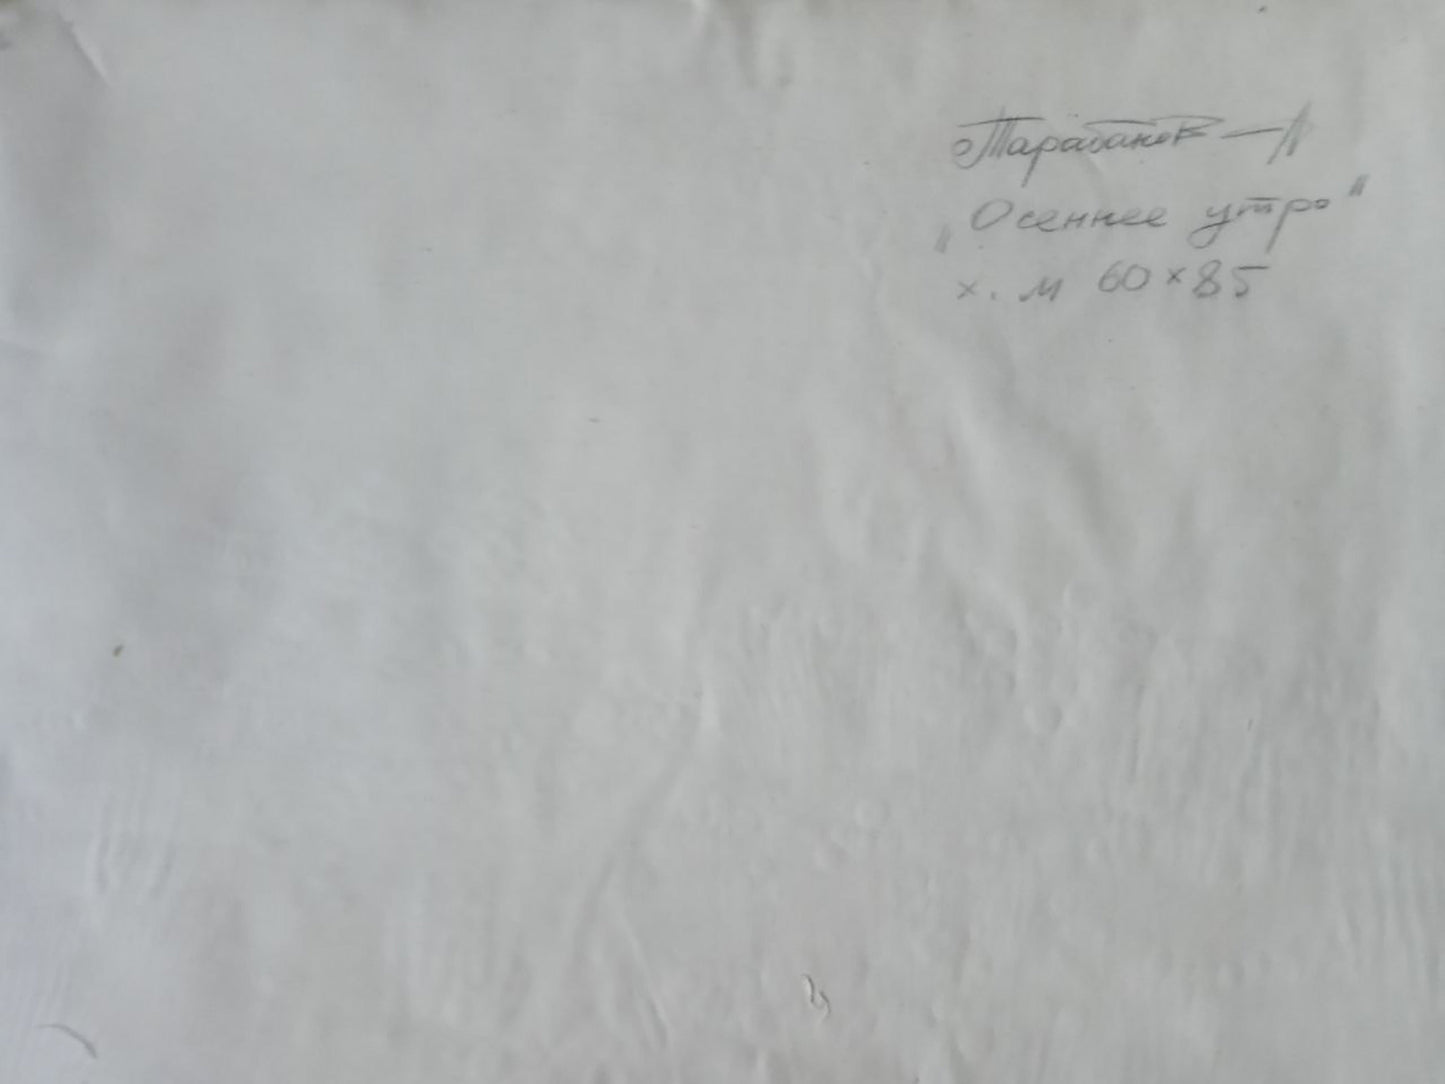 Тарабанов
„Осеннее утро"
х. м 60×85